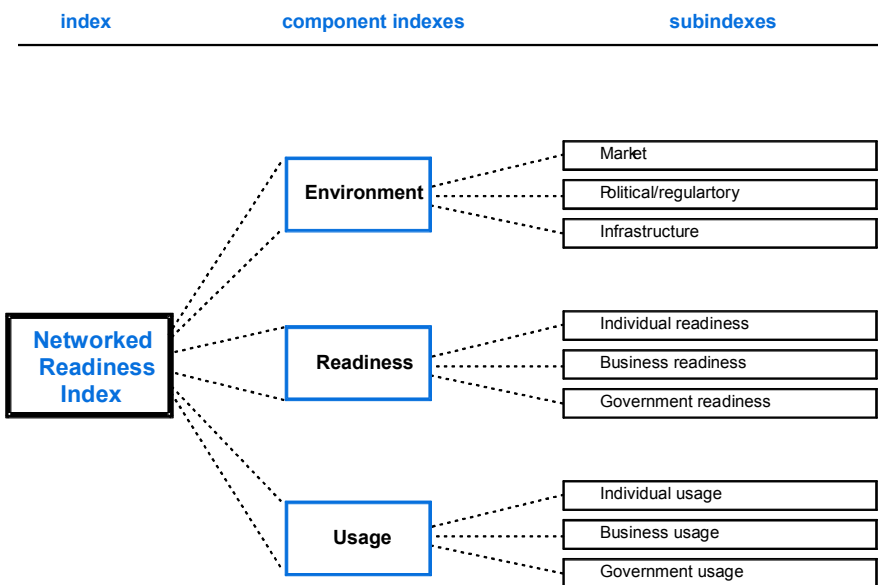 index component indexes subindexes
Market
Environment
Political/regulartory
Infrastructure
Networked
Readiness
Index
Individual readiness
Readiness
Business readiness
Government readiness
Individual usage
Usage
Business usage
Government usage